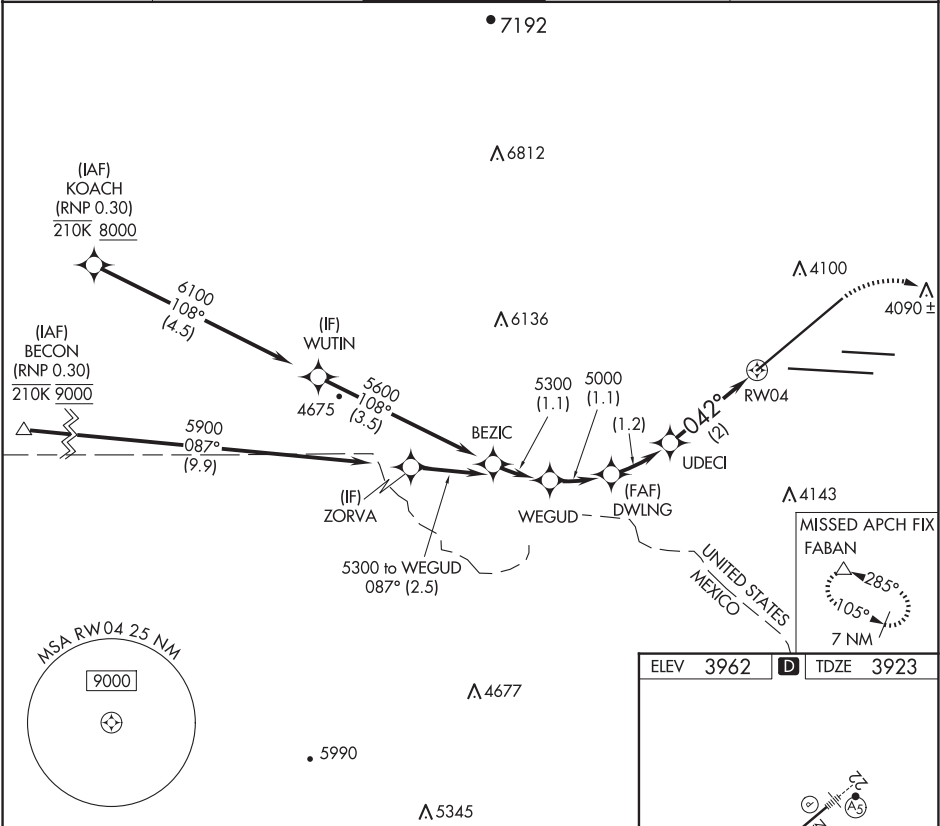 7192
6812
(IAF)
KOACH
(RNP 0.30)
210K 8000
4100
4090 ±
6100
108°
(4.5)
6136
(IF)
WUTIN
(IAF)
BECON
(RNP 0.30)
210K 9000
4675
5600
108°
(3.5)
5300
(1.1)
5000
(1.1)
(1.2)
042°
(2)
RW04
5900
087°
(9.9)
BEZIC
UDECI
(IF)
ZORVA
WEGUD
(FAF)
DWLNG
4143
5300 to WEGUD
087° (2.5)
UNITED STATES
MEXICO
MISSED APCH FIX
FABAN
285°
105°
7 NM
MSA RW04 25 NM
9000
ELEV 3962 D TDZE 3923
4677
5990
5345
22
P
A5